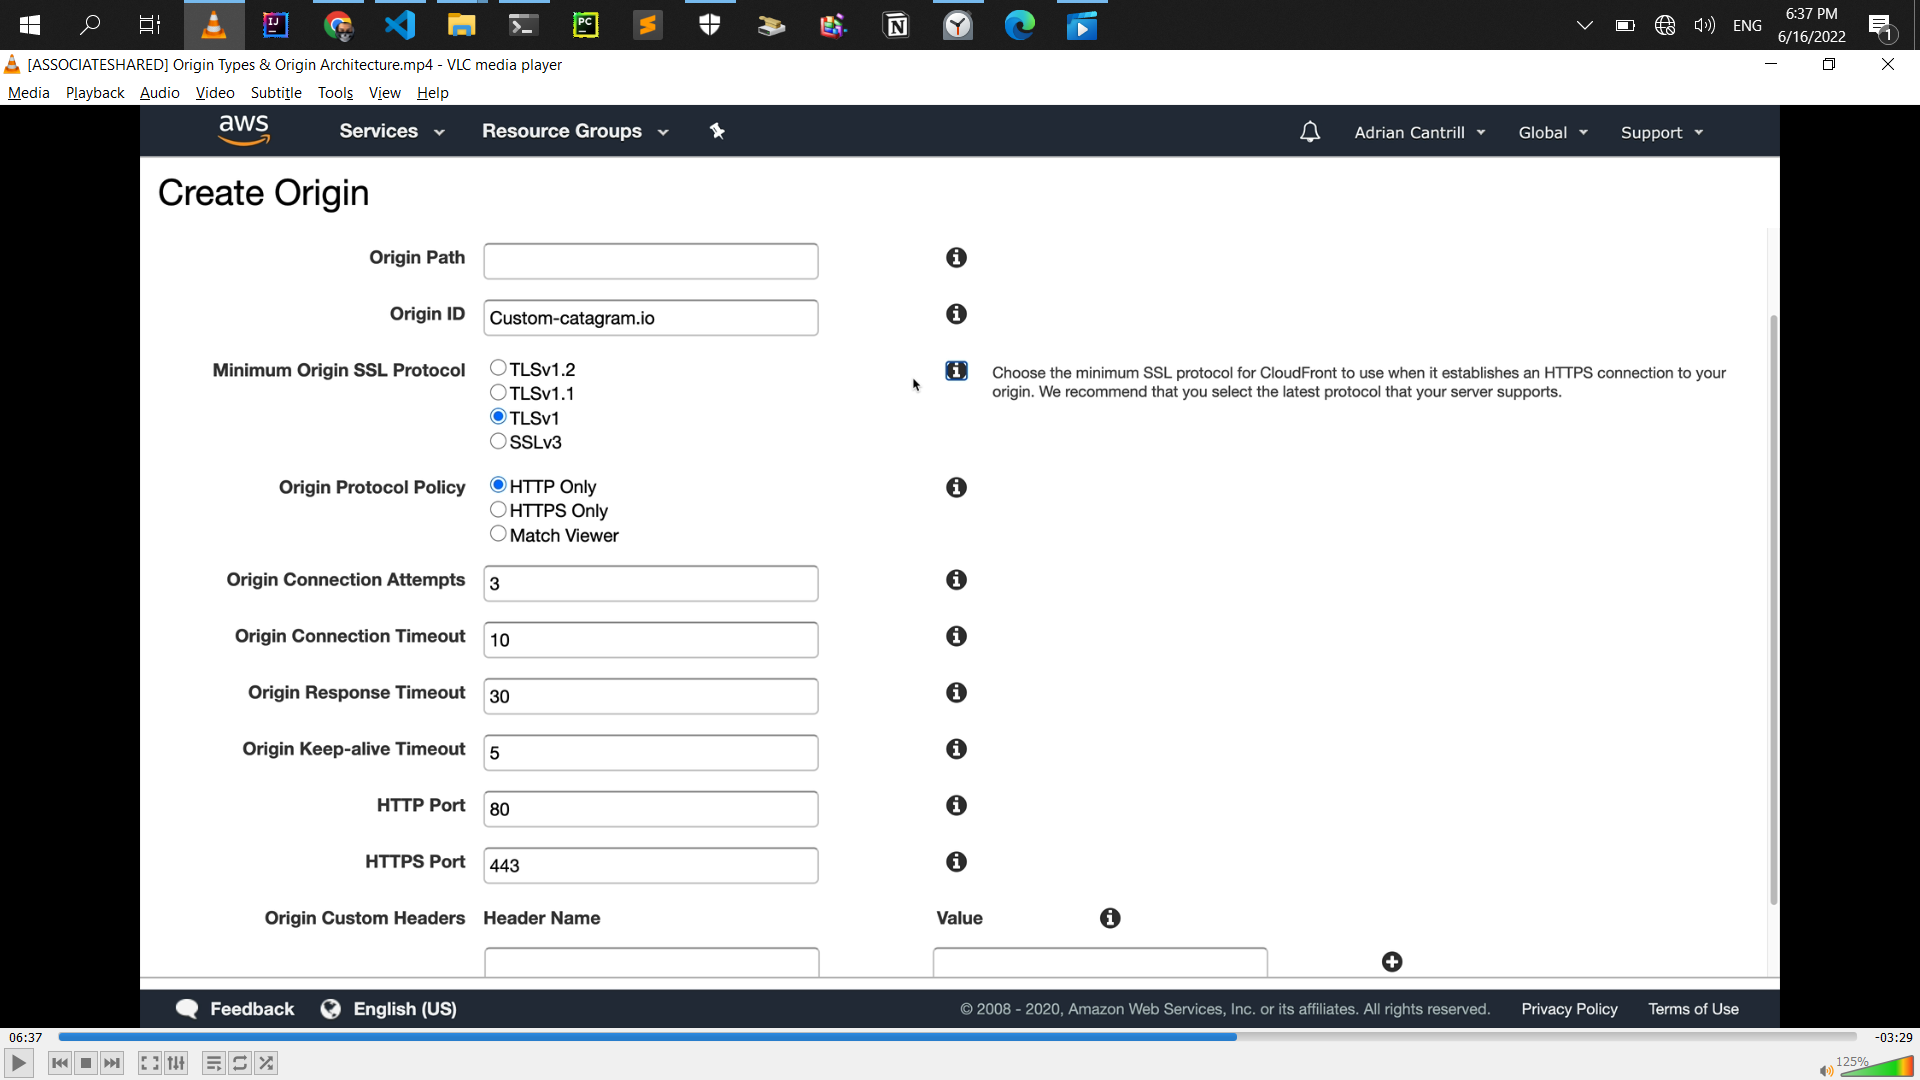 ENG
6:37 PM
6/16/2022
1
[ASSOCIATESHARED] Origin Types & Origin Architecture.mp4 - VLC media player
Media Playback Audio Video Subtitle Tools View Help
aws Services Resource Groups Adrian Cantrill Global Support
Create Origin
Origin Path
Origin ID Custom-catagram.io
Minimum Origin SSL Protocol TLSv1.2
TLSv1.1
TLSv1
SSLv3
Choose the minimum SSL protocol for CloudFront to use when it establishes an HTTPS connection to your
origin. We recommend that you select the latest protocol that your server supports.
Origin Protocol Policy HTTP Only
HTTPS Only
Match Viewer
Origin Connection Attempts 3
Origin Connection Timeout 10
Origin Response Timeout 30
Origin Keep-alive Timeout 5
HTTP Port 80
HTTPS Port 443
Origin Custom Headers Header Name Value
Feedback English (US) © 2008 - 2020, Amazon Web Services, Inc. or its affiliates. All rights reserved. Privacy Policy Terms of Use
06:37 -03:29
125%